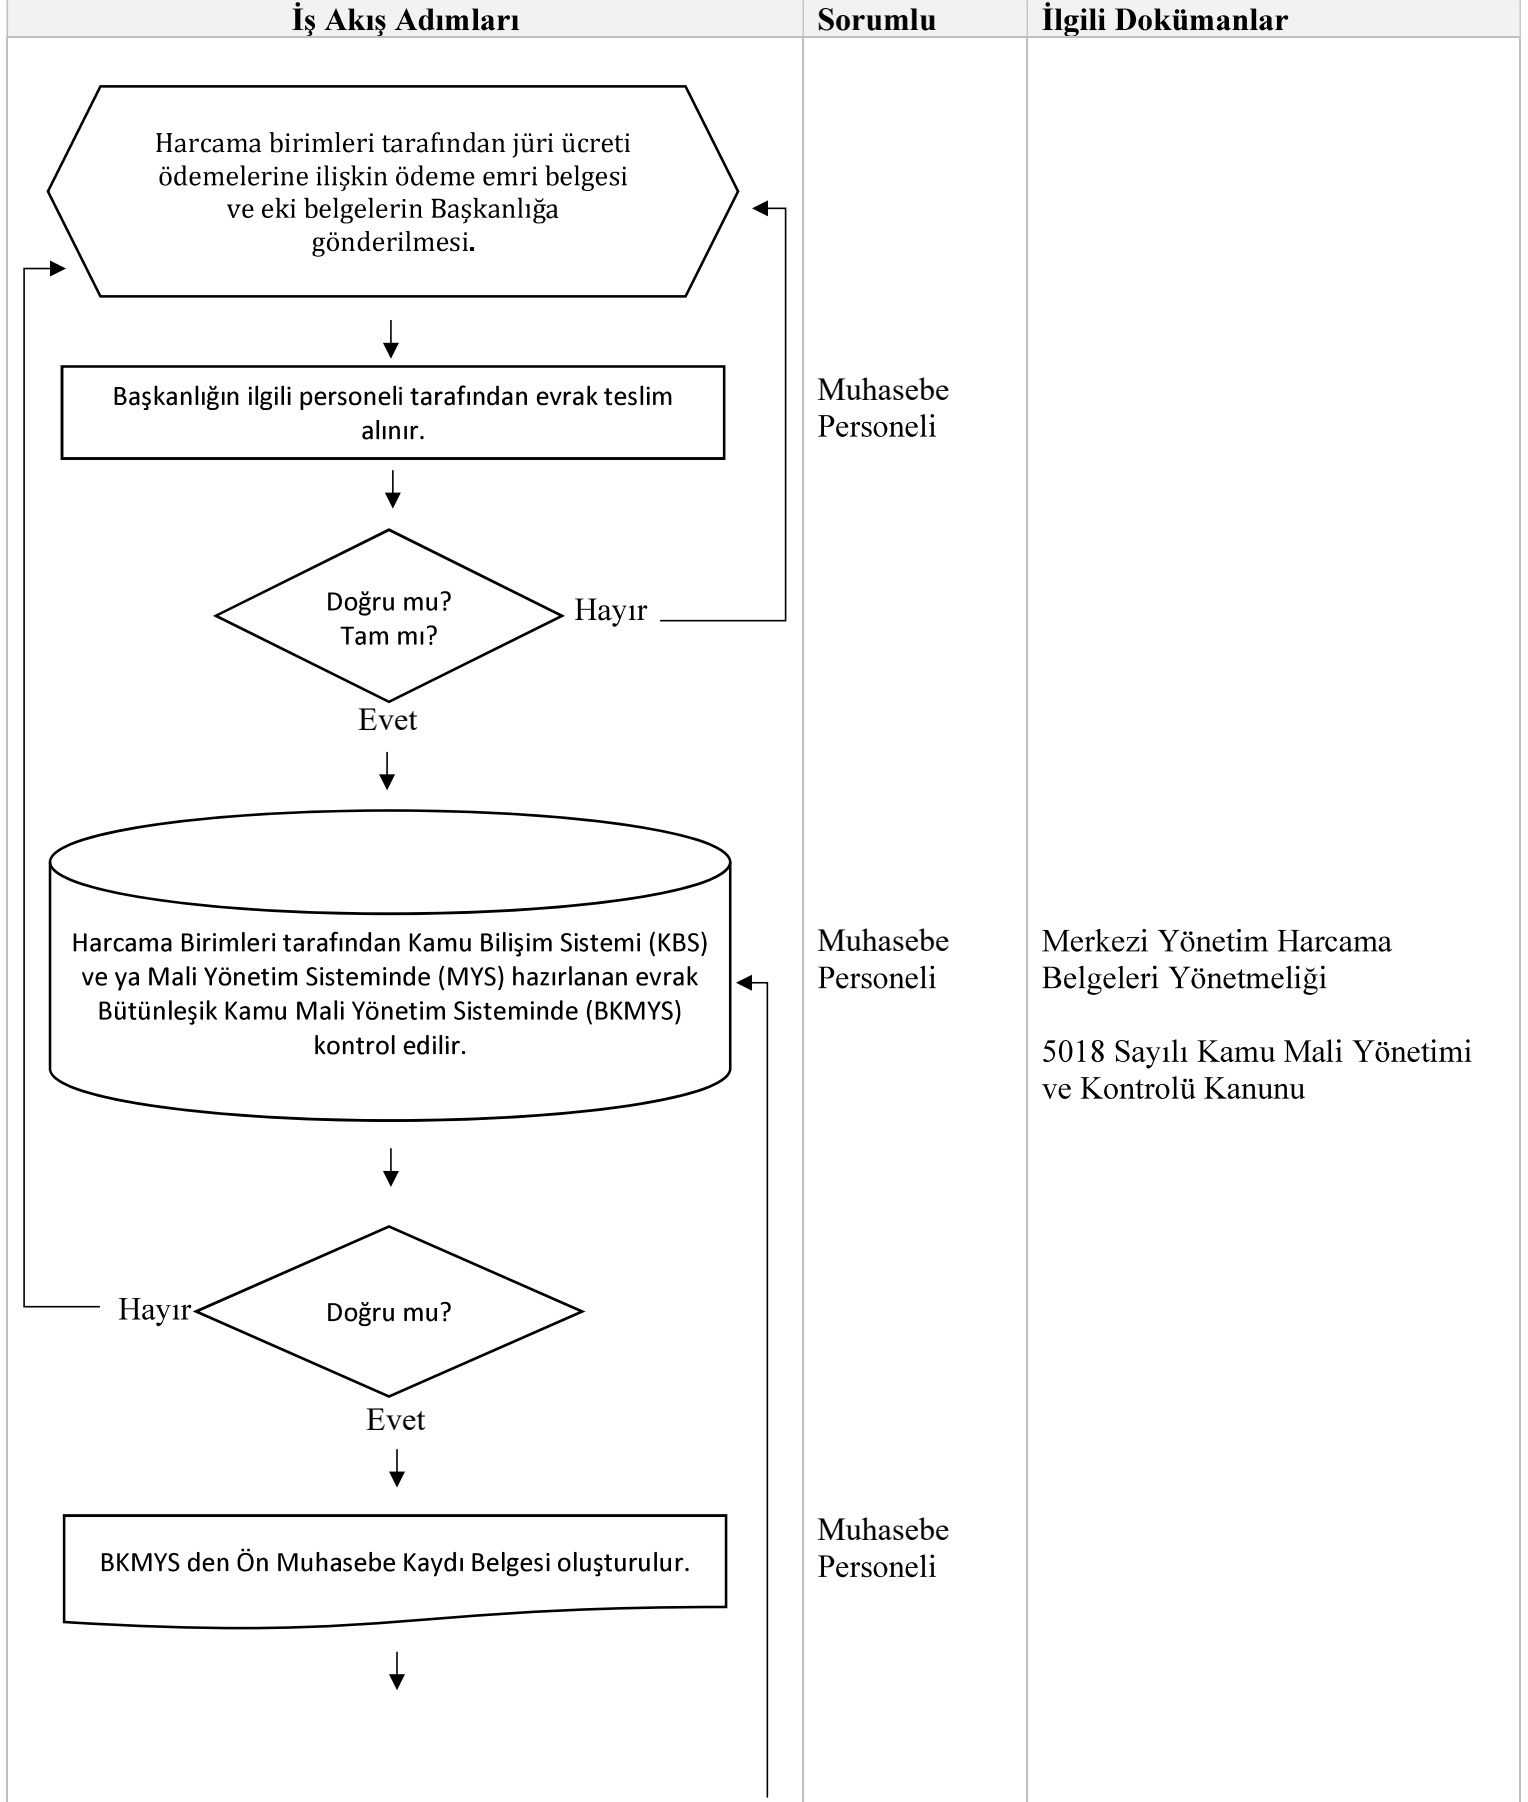 İş Akış Adımları
Sorumlu
İlgili Dokümanlar
Harcama birimleri tarafından jüri ücreti
ödemelerine ilişkin ödeme emri belgesi
ve eki belgelerin Başkanlığa
gönderilmesi.
Başkanlığın ilgili personeli tarafından evrak teslim
alınır.
Muhasebe
Personeli
Doğru mu?
Tam mı?
Hayır
Evet
Harcama Birimleri tarafından Kamu Bilişim Sistemi (KBS)
ve ya Mali Yönetim Sisteminde (MYS) hazırlanan evrak
Bütünleşik Kamu Mali Yönetim Sisteminde (BKMYS)
kontrol edilir.
Muhasebe
Personeli
Merkezi Yönetim Harcama
Belgeleri Yönetmeliği
5018 Sayılı Kamu Mali Yönetimi
ve Kontrolü Kanunu
Hayır
Doğru mu?
Evet
BKMYS den Ön Muhasebe Kaydı Belgesi oluşturulur.
Muhasebe
Personeli